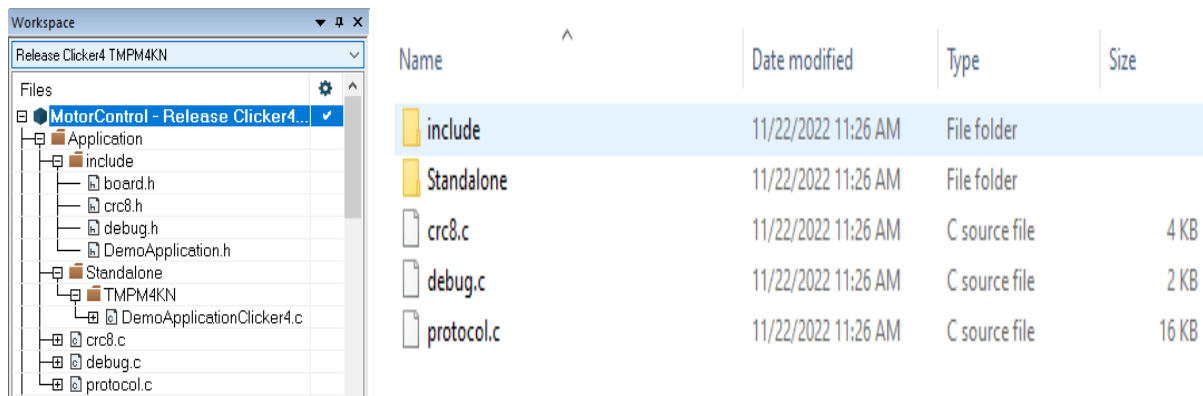 Workspace
Release Clicker4 TMPM4KN
Files
MotorControl - Release Clicker4...
Application
include
board.h
crc8.h
debug.h
DemoApplication.h
Standalone
TMPM4KN
DemoApplicationClicker4.c
crc8.c
debug.c
protocol.c
Name Date modified Type Size
include 11/22/2022 11:26 AM File folder
Standalone 11/22/2022 11:26 AM File folder
crc8.c 11/22/2022 11:26 AM C source file 4 KB
debug.c 11/22/2022 11:26 AM C source file 2 KB
protocol.c 11/22/2022 11:26 AM C source file 16 KB